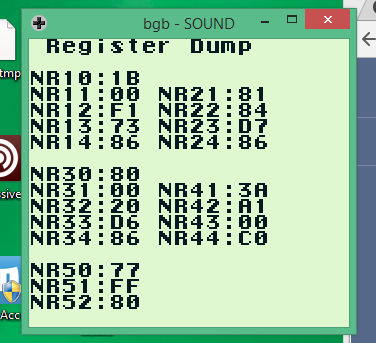 bgb - SOUND
Register Dump
NR10:1B
NR11:00 NR21:81
NR12:F1 NR22:84
NR13:73 NR23:D7
NR14:86 NR24:86
NR30:80
NR31:00 NR41:3A
NR32:20 NR42:A1
NR33:D6 NR43:00
NR34:86 NR44:C0
NR50:77
NR51:FF
NR52:80
tmp
sive
Acc